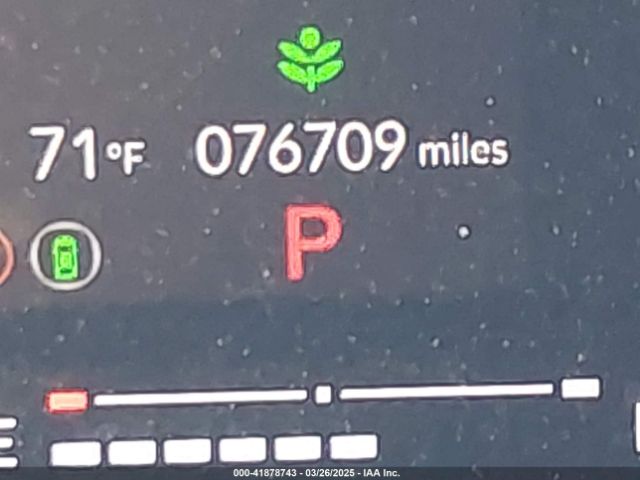 71°F 076709 miles
P
000-41878743 - 03/26/2025 - IAA Inc.